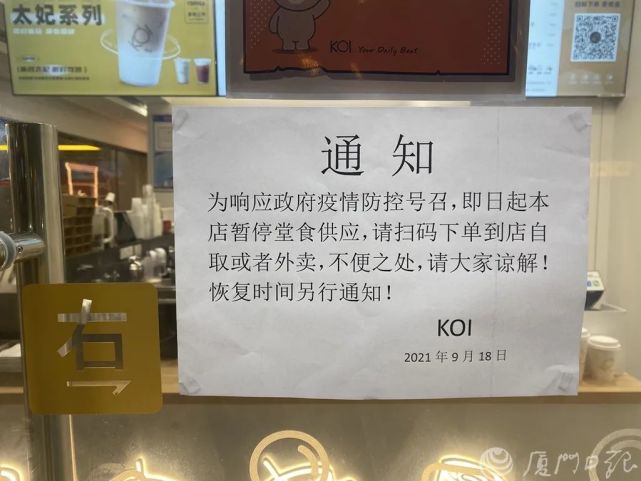 太妃系列
KOI Your Daily Beat
通知
为响应政府疫情防控号召,即日起本
店暂停堂食供应,请扫码下单到店自
取或者外卖,不便之处,请大家谅解!
恢复时间另行通知!
KOI
2021年9月18日
右
厦门日报